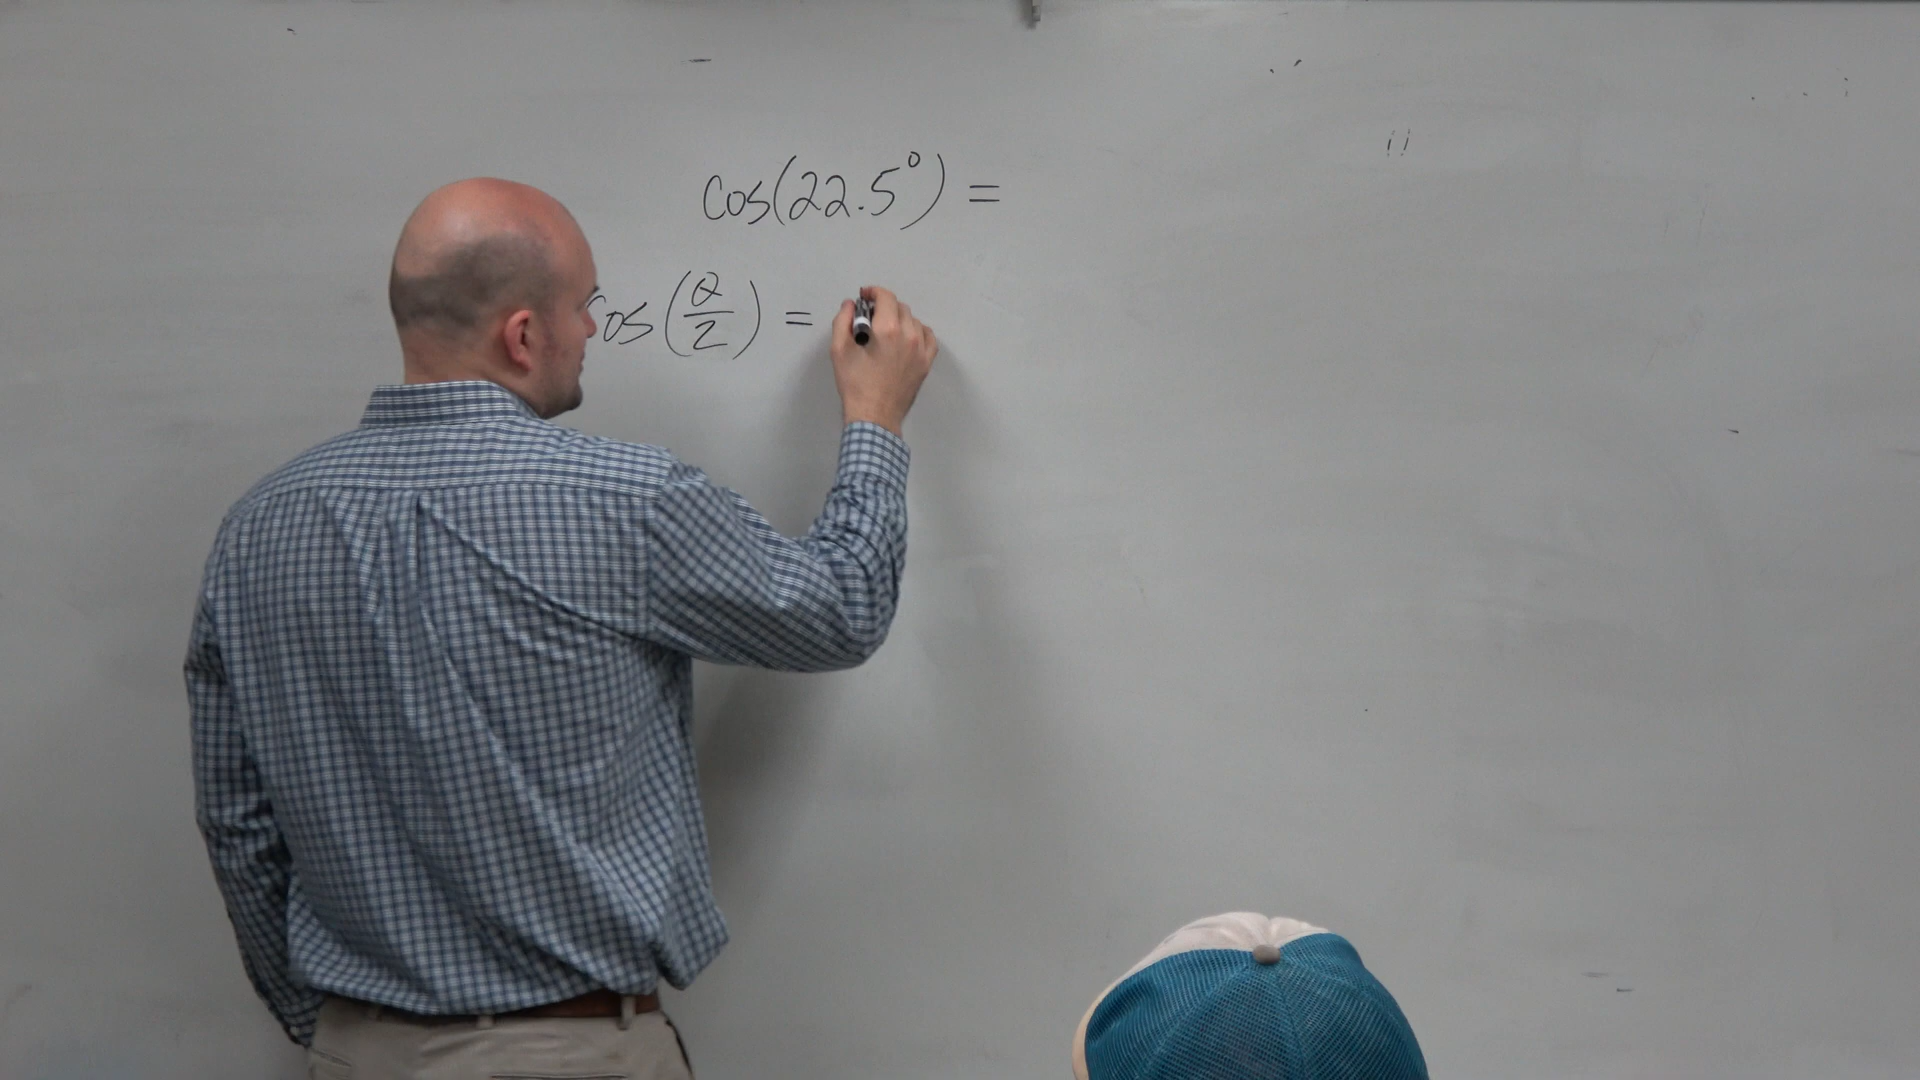 cos(22.5°) =
cos(θ/2) =